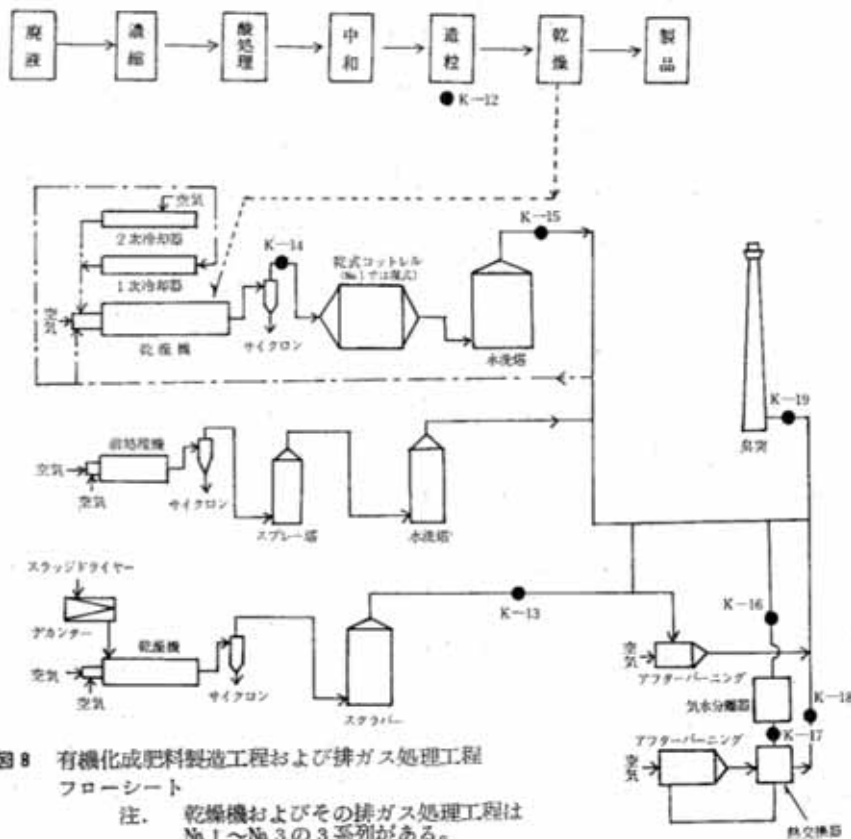 廃液
濃縮
酸処理
中和
造粒
乾燥
製品
K-12
空気
2次冷却器
1次冷却器
空気
乾燥機
K-14
サイクロン
乾式コットレル
(No.1では湿式)
K-15
水洗塔
K-19
煙突
前処理機
空気
空気
サイクロン
スプレー塔
水洗塔
スラッジドライヤー
デカンター
乾燥機
空気
空気
サイクロン
スクラバー
K-13
K-16
空気
アフターバーニング
気水分離器
K-18
K-17
アフターバーニング
空気
熱交換器
図8 有機化成肥料製造工程および排ガス処理工程
フローシート
注. 乾燥機およびその排ガス処理工程は
No.1~No.3の3系列がある。